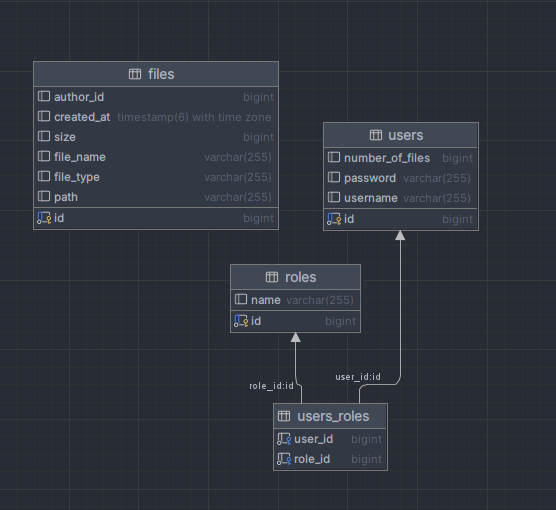 files
author_id bigint
created_at timestamp(6) with time zone
size bigint
file_name varchar(255)
file_type varchar(255)
path varchar(255)
id bigint
users
number_of_files bigint
password varchar(255)
username varchar(255)
id bigint
roles
name varchar(255)
id bigint
role_id:id
user_id:id
users_roles
user_id bigint
role_id bigint